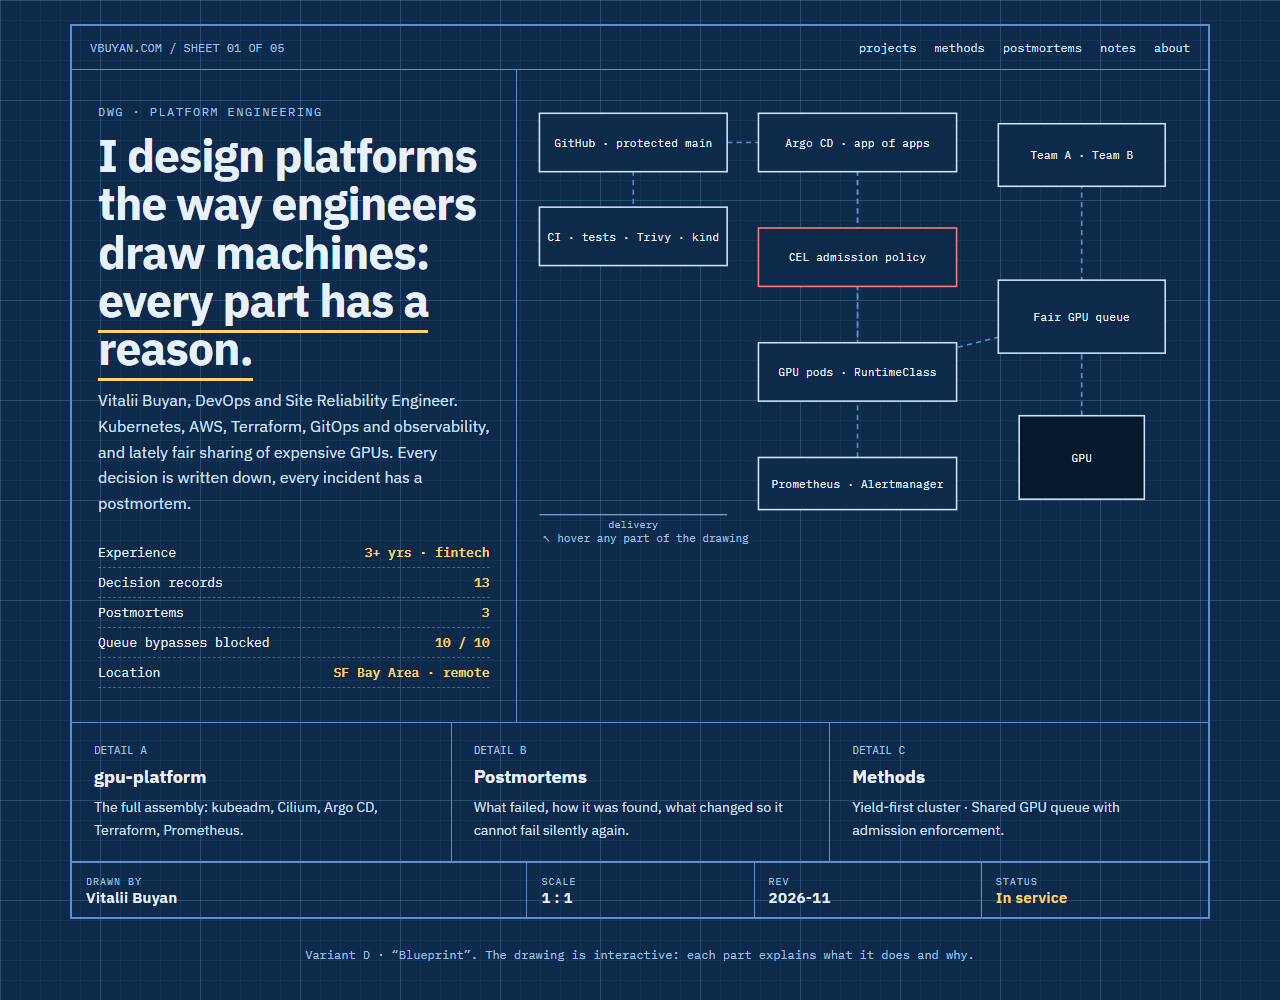 VBUYAN.COM / SHEET 01 OF 05
projects methods postmortems notes about
DWG · PLATFORM ENGINEERING
I design platforms
the way engineers
draw machines:
every part has a
reason.
Vitalii Buyan, DevOps and Site Reliability Engineer.
Kubernetes, AWS, Terraform, GitOps and observability,
and lately fair sharing of expensive GPUs. Every
decision is written down, every incident has a
postmortem.
Experience 3+ yrs · fintech
Decision records 13
Postmortems 3
Queue bypasses blocked 10 / 10
Location SF Bay Area · remote
GitHub · protected main
Argo CD · app of apps
Team A · Team B
CI · tests · Trivy · kind
CEL admission policy
Fair GPU queue
GPU pods · RuntimeClass
GPU
Prometheus · Alertmanager
delivery
↖ hover any part of the drawing
DETAIL A
gpu-platform
The full assembly: kubeadm, Cilium, Argo CD,
Terraform, Prometheus.
DETAIL B
Postmortems
What failed, how it was found, what changed so it
cannot fail silently again.
DETAIL C
Methods
Yield-first cluster · Shared GPU queue with
admission enforcement.
DRAWN BY
Vitalii Buyan
SCALE
1 : 1
REV
2026-11
STATUS
In service
Variant D · “Blueprint”. The drawing is interactive: each part explains what it does and why.